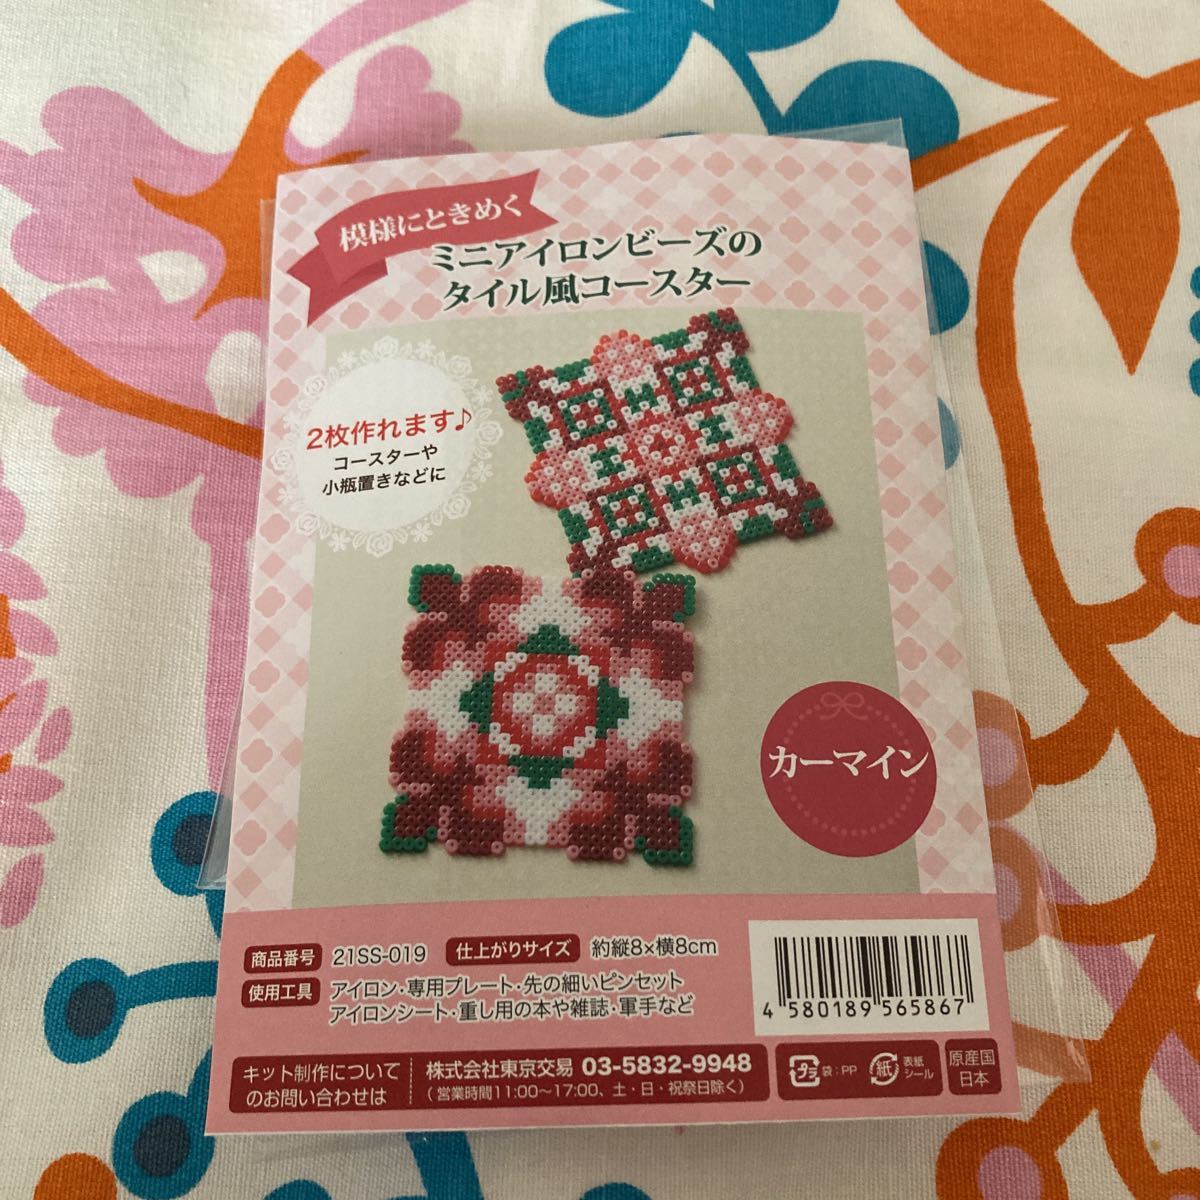 模様にときめく
ミニアイロンビーズの
タイル風コースター
2枚作れます♪
コースターや
小瓶置きなどに
カーマイン
商品番号 21SS-019 仕上がりサイズ 約縦8×横8cm
使用工具 アイロン・専用プレート・先の細いピンセット
アイロンシート・重し用の本や雑誌・軍手など
4 580189 565867
キット制作について
のお問い合わせは
株式会社東京交易 03-5832-9948
(営業時間11:00〜17:00、土・日・祝祭日除く)
プラ 袋:PP
紙 表紙
シール
原産国
日本